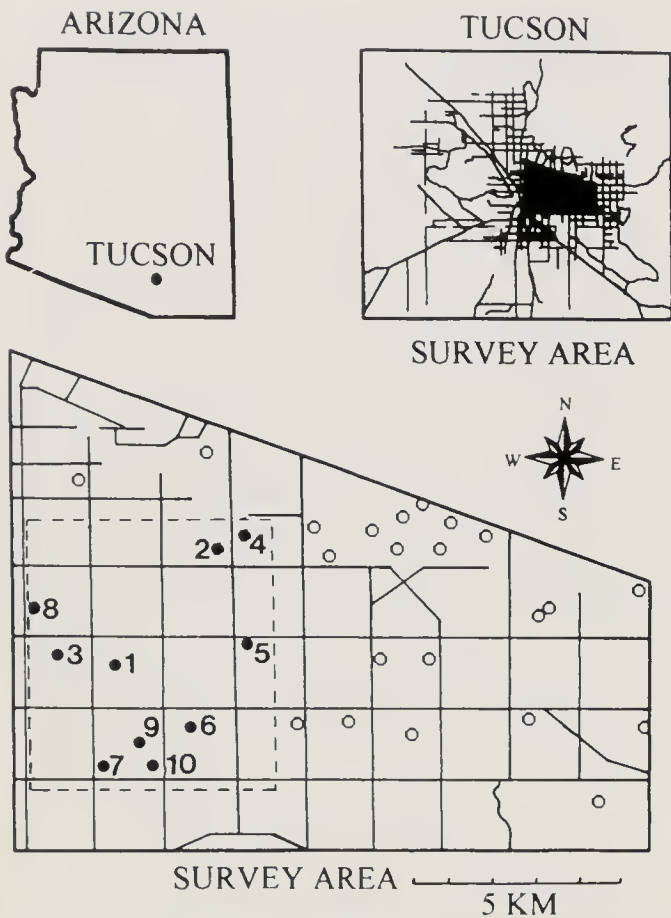 ARIZONA
TUCSON
TUCSON
SURVEY AREA
N
W E
S
2 4
8
3 1 5
9 6
7 10
SURVEY AREA
5 KM